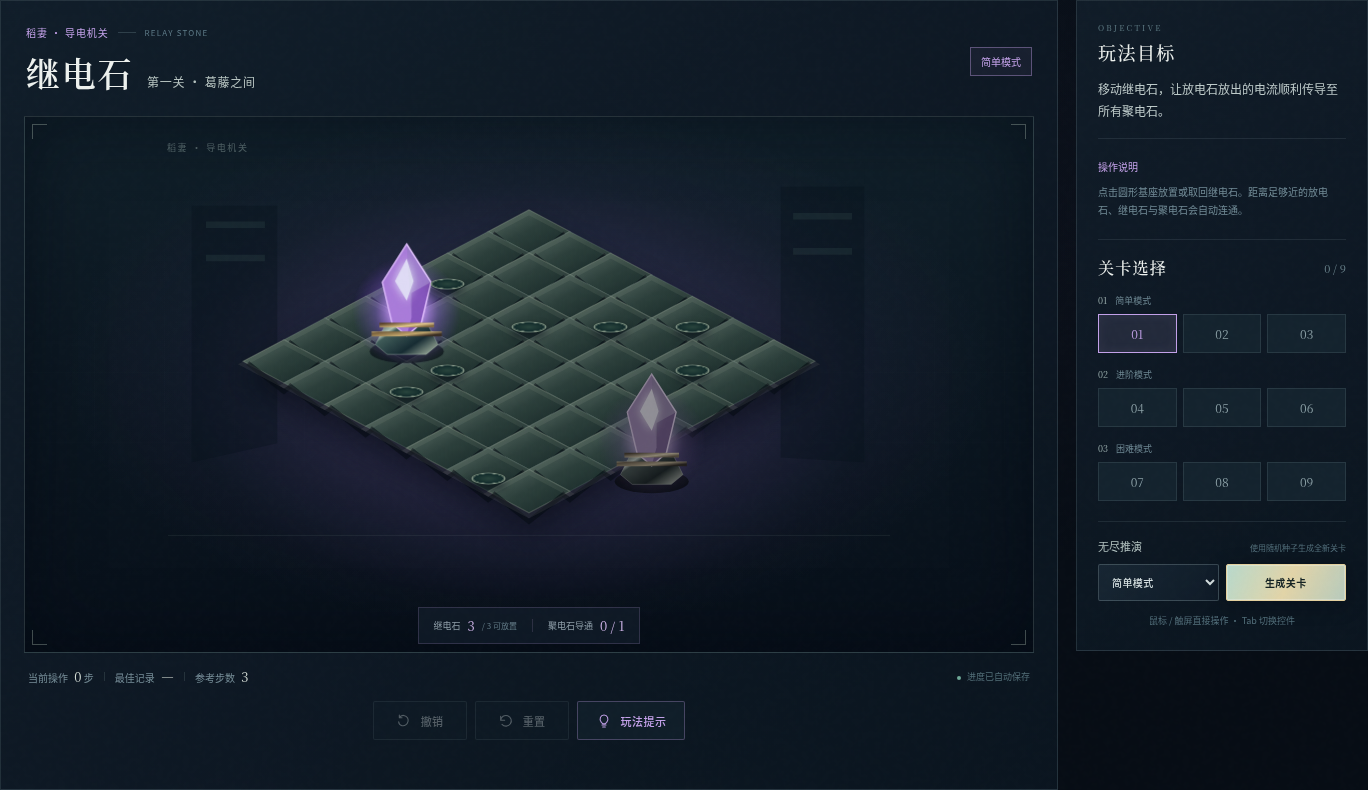 稻妻 · 导电机关 — RELAY STONE
继电石 第一关 · 葛藤之间
简单模式
稻妻 · 导电机关
继电石 3 / 3 可放置 聚电石导通 0 / 1
当前操作 0 步 最佳记录 — 参考步数 3
进度已自动保存
撤销
重置
玩法提示
OBJECTIVE
玩法目标
移动继电石，让放电石放出的电流顺利传导至
所有聚电石。
操作说明
点击圆形基座放置或取回继电石。距离足够近的放电
石、继电石与聚电石会自动连通。
关卡选择 0 / 9
01 简单模式
01 02 03
02 进阶模式
04 05 06
03 困难模式
07 08 09
无尽推演 使用随机种子生成全新关卡
简单模式 生成关卡
鼠标 / 触屏直接操作 · Tab 切换控件